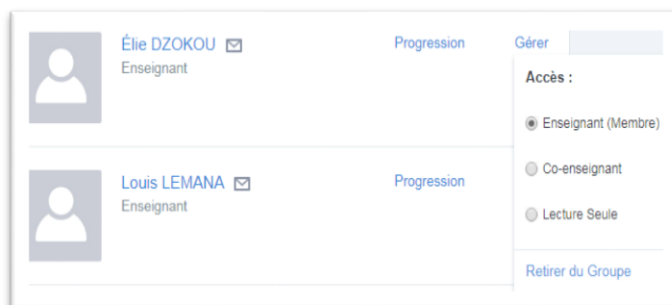 Élie DZOKOU
Enseignant
Progression
Gérer
Accès :
Enseignant (Membre)
Co-enseignant
Lecture Seule
Retirer du Groupe
Louis LEMANA
Enseignant
Progression